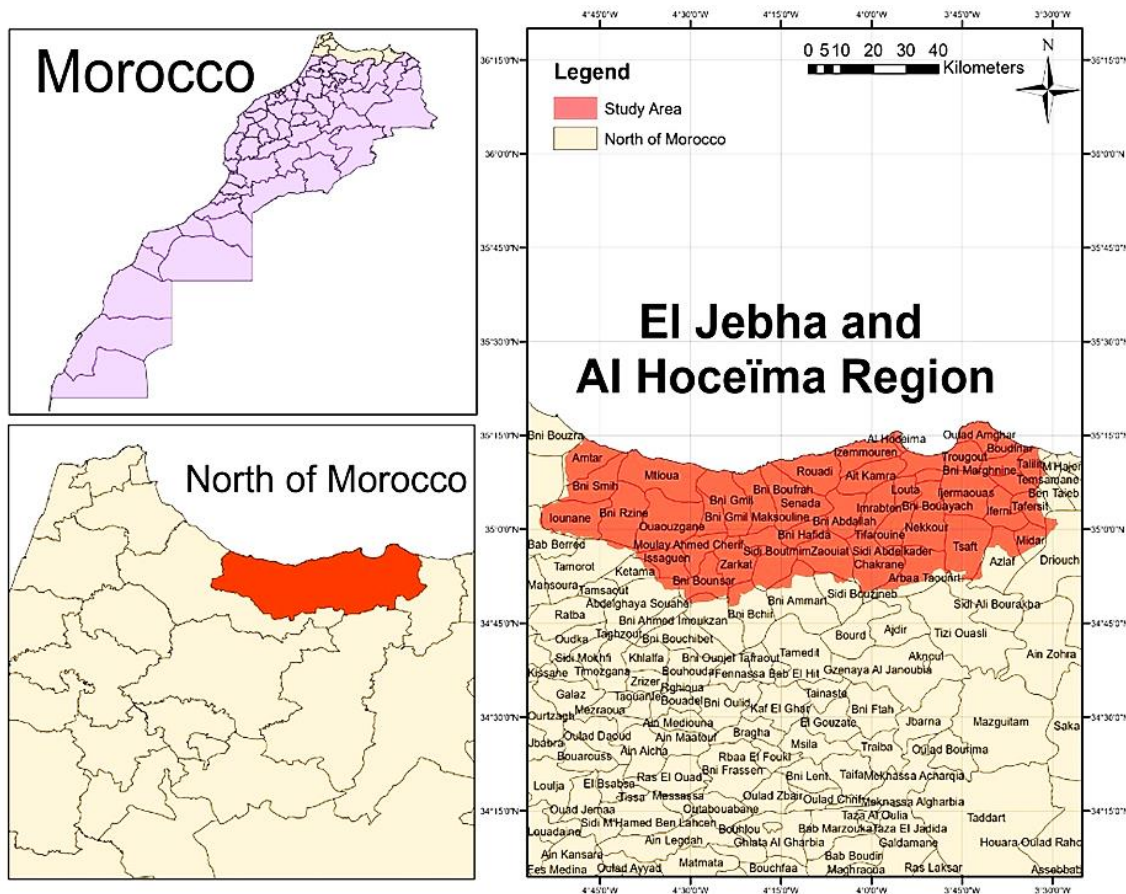 Morocco
North of Morocco
4°45'0"W 4°30'0"W 4°15'0"W 4°0'0"W 3°45'0"W 3°30'0"W
36°15'0"N
36°0'0"N
35°45'0"N
35°30'0"N
35°15'0"N
35°0'0"N
34°45'0"N
34°30'0"N
34°15'0"N
Legend
Study Area
North of Morocco
0 5 10 20 30 40
Kilometers
N
El Jebha and
Al Hoceïma Region
Bni Bouzra
Al Hoceima Oulad Amghar
Izemmouren Boudinar
Amtar Trougout
Mtioua Rouadi Ait Kamra Bni Marghnine
M'Hajer
Temsamane
Bni Smih Bni Boufrah Louta Ijermaouas Ben Taieb
Bni Gmil Senada Imrabten Bni Bouayach Iferni Tafersit
Iounane Bni Rzine Bni Gmil Maksouline Bni Abdallah
Ouaouzgane Bni Hafida Tifarouine Nekkour
Bab Berred Moulay Ahmed Cherif Tsaft Midar
Issaguen Sidi Boutmim Zaouiat Sidi Abdelkader
Tamorot Ketama Zarkat Chakrane Azlaf Driouch
Mansoura Bni Bounsar Arbaa Taourirt
Tamsaout Sidi Bouzineb
Abdelghaya Souahel Bni Ammart Sidi Ali Bourakba
Ratba Bni Ahmed Imoukzan Bni Bchir
Oudka Taghzout Bni Bouchibet Bourd Ajdir Tizi Ouasli
Sidi Mokhfi Khlalfa Bni Ounjel Tafraout Tamedit Aknoul Ain Zohra
Kissane Timezgana Bouhouda Fennassa Bab El Hit Gzenaya Al Janoubia
Zrizer
Galaz Taounate Rghioua Tainaste
Mezraoua Bouadel Bni Oulid Kaf El Ghar Bni Ftah
Ourtzagh Ain Mediouna El Gouzate Jbarna Mazguitam Saka
Jbabra Oulad Daoud Ain Maatouf Bragha
Bouarouss Ain Aicha Msila Traiba Oulad Bourima
Rbaa El Fouki
Loulja El Bsabsa Ras El Oued Bni Frassen Bni Lent Taifa Meknassa Acharqia
Tissa Messassa Oulad Zbair Oulad Chrif Meknassa Algharbia
Ouad Jemaa Outabouabane Taza Al Oulia Taddart
Louadaine Sidi M'Hamed Ben Lahcen Bouhlou Bab Marzouka Taza El Jadida
Ain Legdah Ghiata Al Gharbia Galdamane Houara Oulad Raho
Ain Kansara Bab Boudir
Fes Medina Oulad Ayyad Matmata Bouchfaa Maghraoua Ras Laksar Assebbab